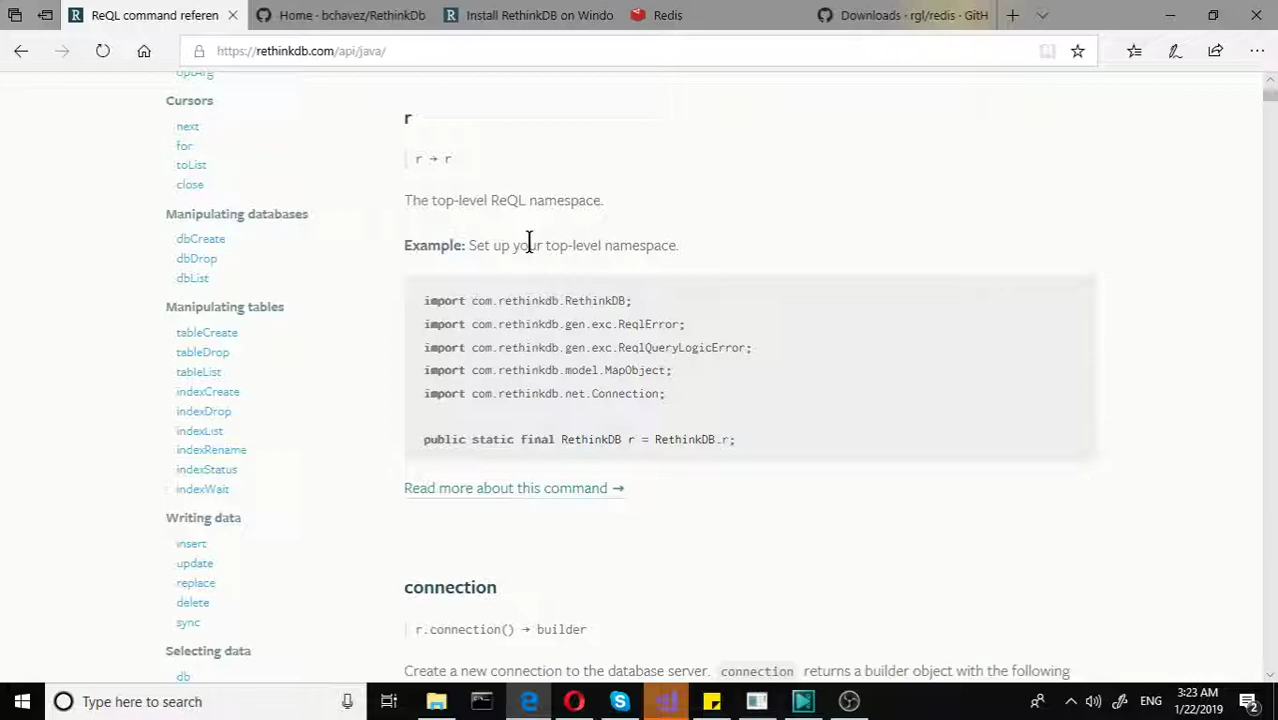 ReQL command referen
Home - bchavez/RethinkDb
Install RethinkDB on Windo
Redis
Downloads · rgl/redis · GitH
https://rethinkdb.com/api/java/
optArg
Cursors
next
for
toList
close
Manipulating databases
dbCreate
dbDrop
dbList
Manipulating tables
tableCreate
tableDrop
tableList
indexCreate
indexDrop
indexList
indexRename
indexStatus
indexWait
Writing data
insert
update
replace
delete
sync
Selecting data
db
r
r → r
The top-level ReQL namespace.
Example: Set up your top-level namespace.
import com.rethinkdb.RethinkDB;
import com.rethinkdb.gen.exc.ReqlError;
import com.rethinkdb.gen.exc.ReqlQueryLogicError;
import com.rethinkdb.model.MapObject;
import com.rethinkdb.net.Connection;
public static final RethinkDB r = RethinkDB.r;
Read more about this command →
connection
r.connection() → builder
Create a new connection to the database server. connection returns a builder object with the following
Type here to search
ENG
3:23 AM
1/22/2019
2